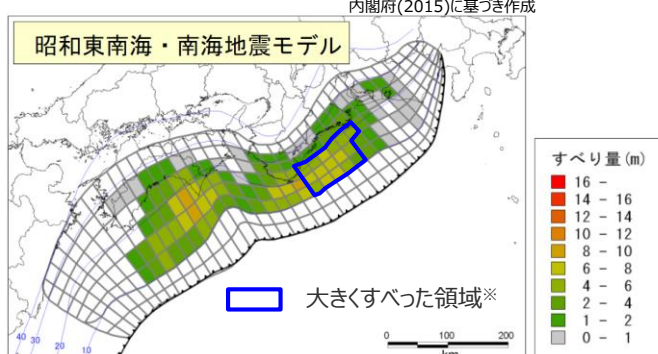 内閣府(2015)に基づき作成
昭和東南海・南海地震モデル
すべり量(m)
16 -
14 - 16
12 - 14
10 - 12
8 - 10
6 - 8
4 - 6
2 - 4
1 - 2
0 - 1
大きくすべった領域※
40
30
20
10
0 100 200
km